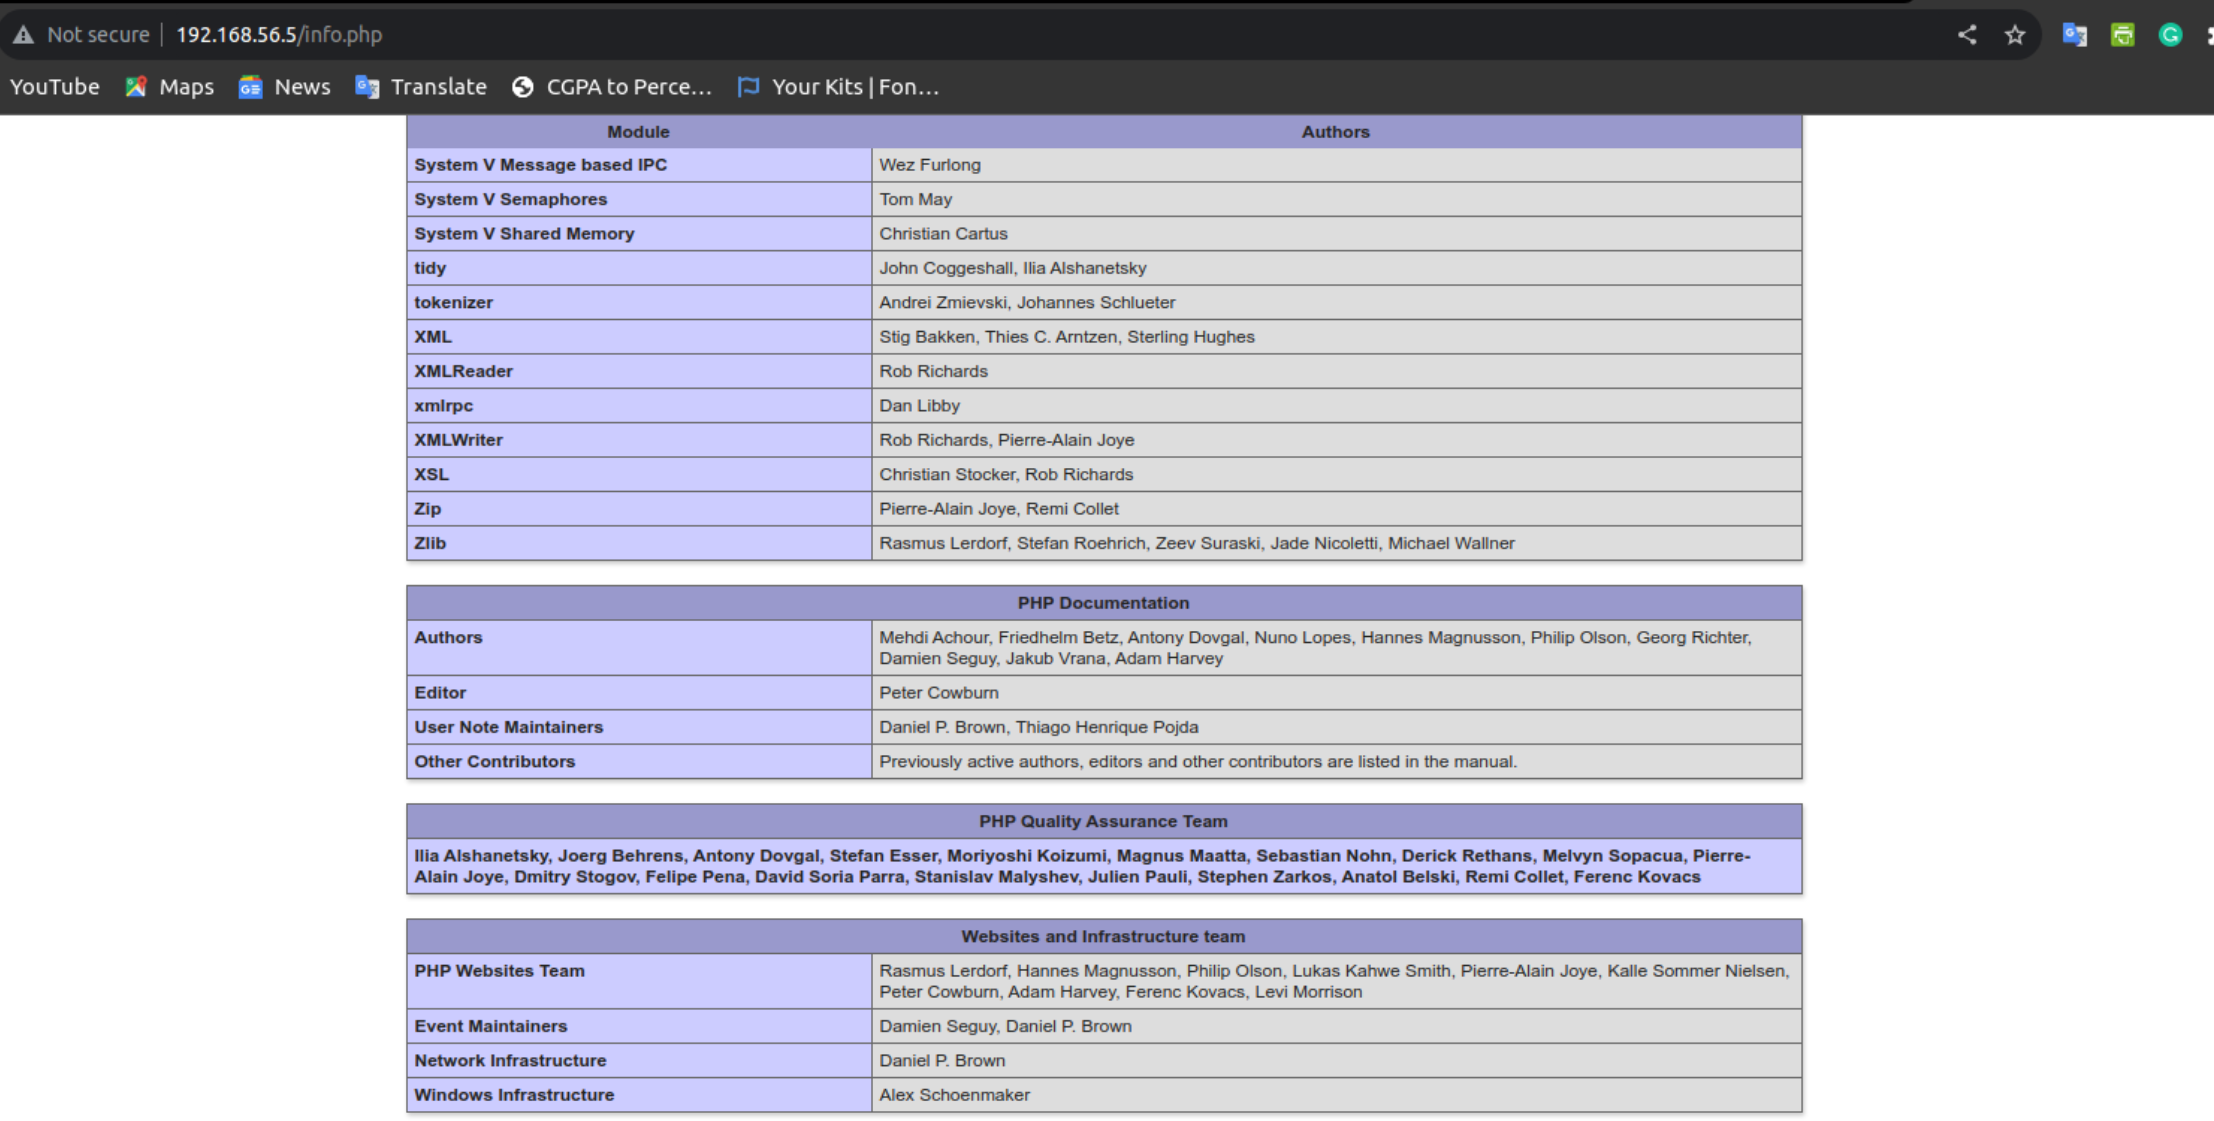 Not secure 192.168.56.5/info.php
YouTube Maps News Translate CGPA to Perce... Your Kits | Fon...
Module Authors
System V Message based IPC Wez Furlong
System V Semaphores Tom May
System V Shared Memory Christian Cartus
tidy John Coggeshall, Ilia Alshanetsky
tokenizer Andrei Zmievski, Johannes Schlueter
XML Stig Bakken, Thies C. Arntzen, Sterling Hughes
XMLReader Rob Richards
xmlrpc Dan Libby
XMLWriter Rob Richards, Pierre-Alain Joye
XSL Christian Stocker, Rob Richards
Zip Pierre-Alain Joye, Remi Collet
Zlib Rasmus Lerdorf, Stefan Roehrich, Zeev Suraski, Jade Nicoletti, Michael Wallner
PHP Documentation
Authors Mehdi Achour, Friedhelm Betz, Antony Dovgal, Nuno Lopes, Hannes Magnusson, Philip Olson, Georg Richter,
Damien Seguy, Jakub Vrana, Adam Harvey
Editor Peter Cowburn
User Note Maintainers Daniel P. Brown, Thiago Henrique Pojda
Other Contributors Previously active authors, editors and other contributors are listed in the manual.
PHP Quality Assurance Team
Ilia Alshanetsky, Joerg Behrens, Antony Dovgal, Stefan Esser, Moriyoshi Koizumi, Magnus Maatta, Sebastian Nohn, Derick Rethans, Melvyn Sopacua, Pierre-
Alain Joye, Dmitry Stogov, Felipe Pena, David Soria Parra, Stanislav Malyshev, Julien Pauli, Stephen Zarkos, Anatol Belski, Remi Collet, Ferenc Kovacs
Websites and Infrastructure team
PHP Websites Team Rasmus Lerdorf, Hannes Magnusson, Philip Olson, Lukas Kahwe Smith, Pierre-Alain Joye, Kalle Sommer Nielsen,
Peter Cowburn, Adam Harvey, Ferenc Kovacs, Levi Morrison
Event Maintainers Damien Seguy, Daniel P. Brown
Network Infrastructure Daniel P. Brown
Windows Infrastructure Alex Schoenmaker